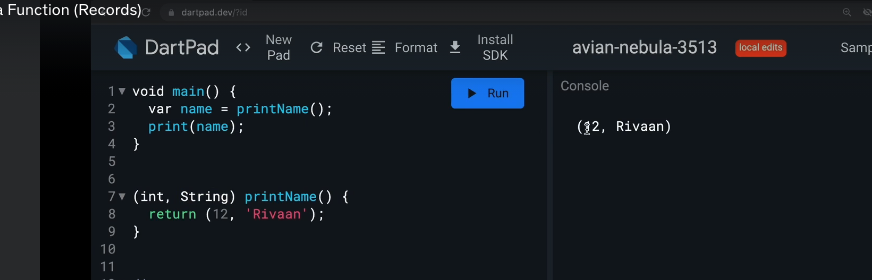 a Function (Records)
dartpad.dev/?id
DartPad
New Pad
Reset
Format
Install SDK
avian-nebula-3513
local edits
Samp
1 void main() {
2 var name = printName();
3 print(name);
4 }
5
6
7 (int, String) printName() {
8 return (12, 'Rivaan');
9 }
10
11
Run
Console
(12, Rivaan)